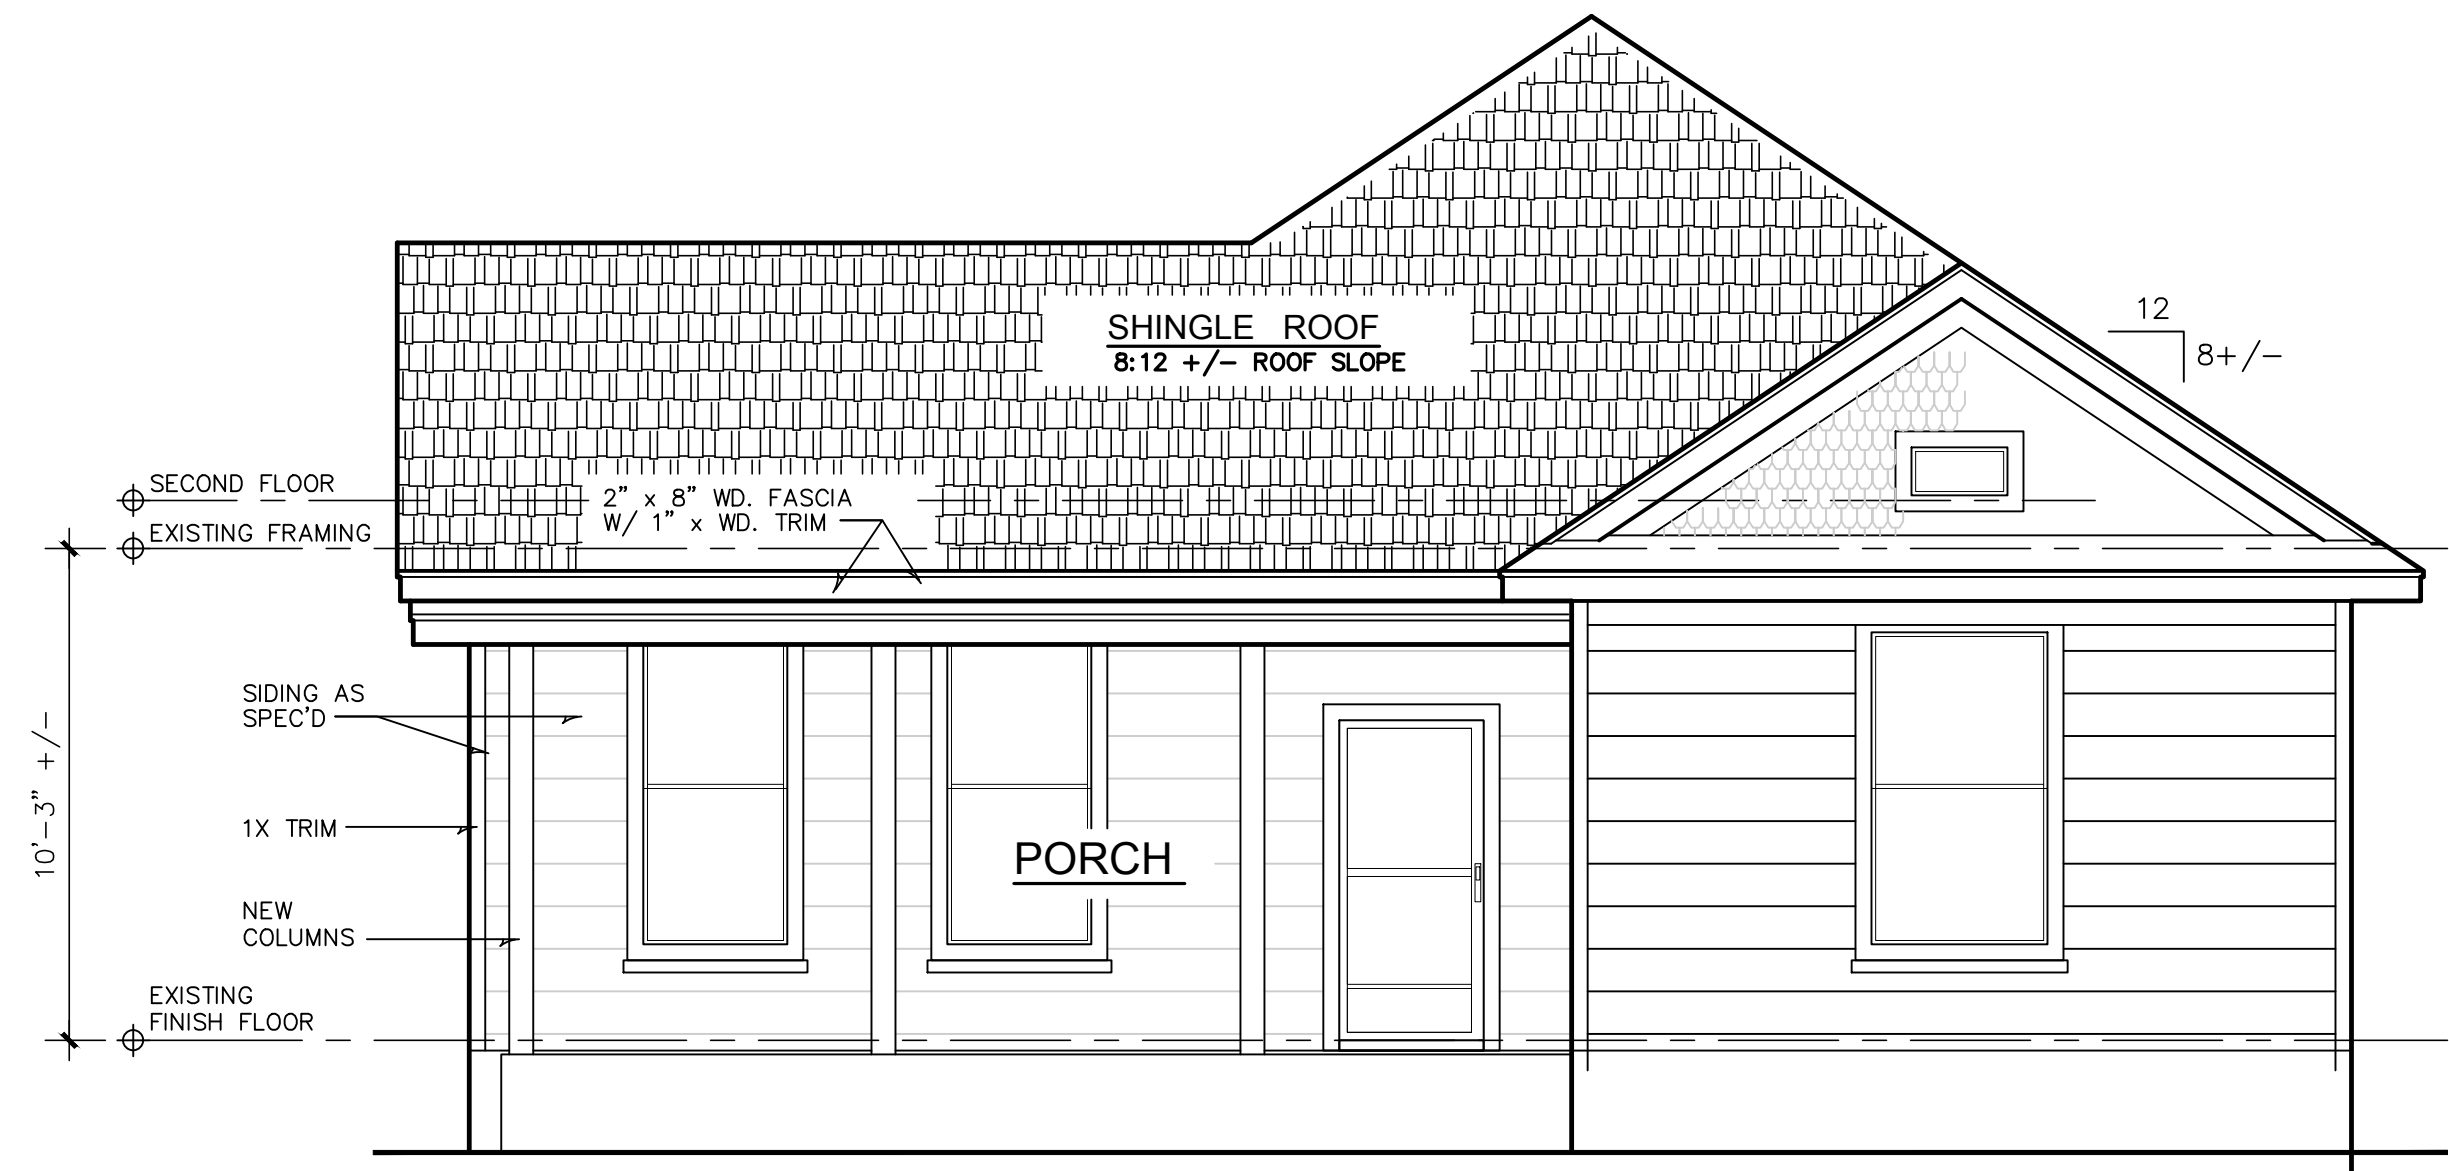 12
SHINGLE ROOF
8:12 +/- ROOF SLOPE
8+/-
SECOND FLOOR
2" x 8" WD. FASCIA
W/ 1" x WD. TRIM
EXISTING FRAMING
SIDING AS
SPEC'D
10'-3" +/-
1X TRIM
PORCH
NEW
COLUMNS
EXISTING
FINISH FLOOR